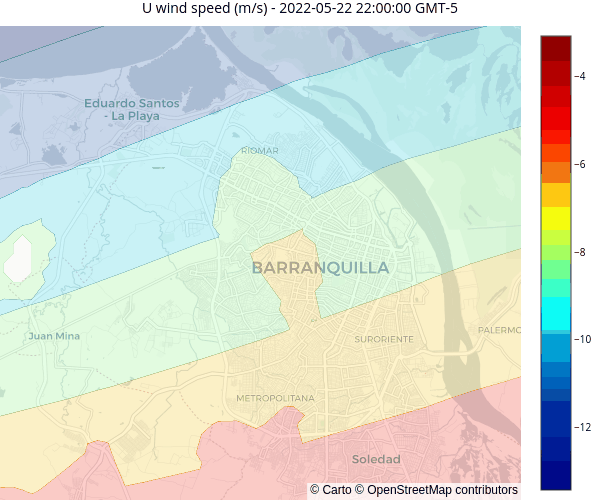 U wind speed (m/s) - 2022-05-22 22:00:00 GMT-5
Eduardo Santos
- La Playa
RIOMAR
BARRANQUILLA
Juan Mina
SURORIENTE
PALERMO
METROPOLITANA
Soledad
© Carto © OpenStreetMap contributors
−4
−6
−8
−10
−12